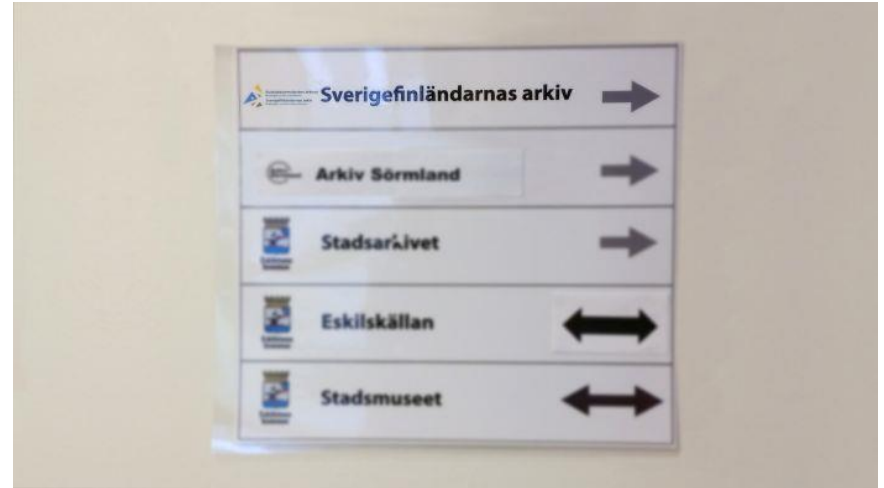 Sverigefinländarnas arkiv
Arkiv Sörmland
Stadsarkivet
Eskilskällan
Stadsmuseet